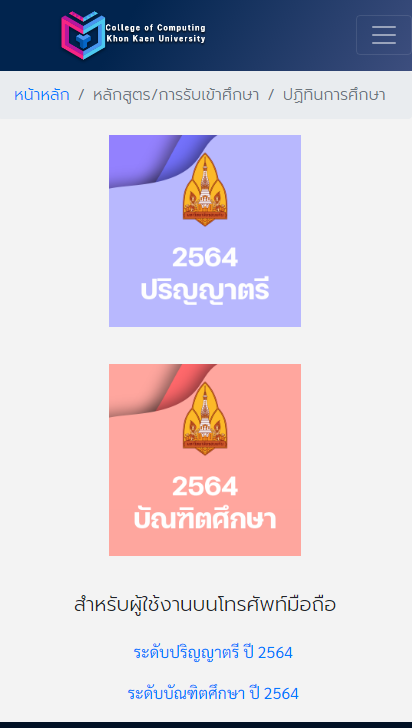 College of Computing
Khon Kaen University
หน้าหลัก / หลักสูตร/การรับเข้าศึกษา / ปฏิทินการศึกษา
2564
ปริญญาตรี
2564
บัณฑิตศึกษา
สำหรับผู้ใช้งานบนโทรศัพท์มือถือ
ระดับปริญญาตรี ปี 2564
ระดับบัณฑิตศึกษา ปี 2564